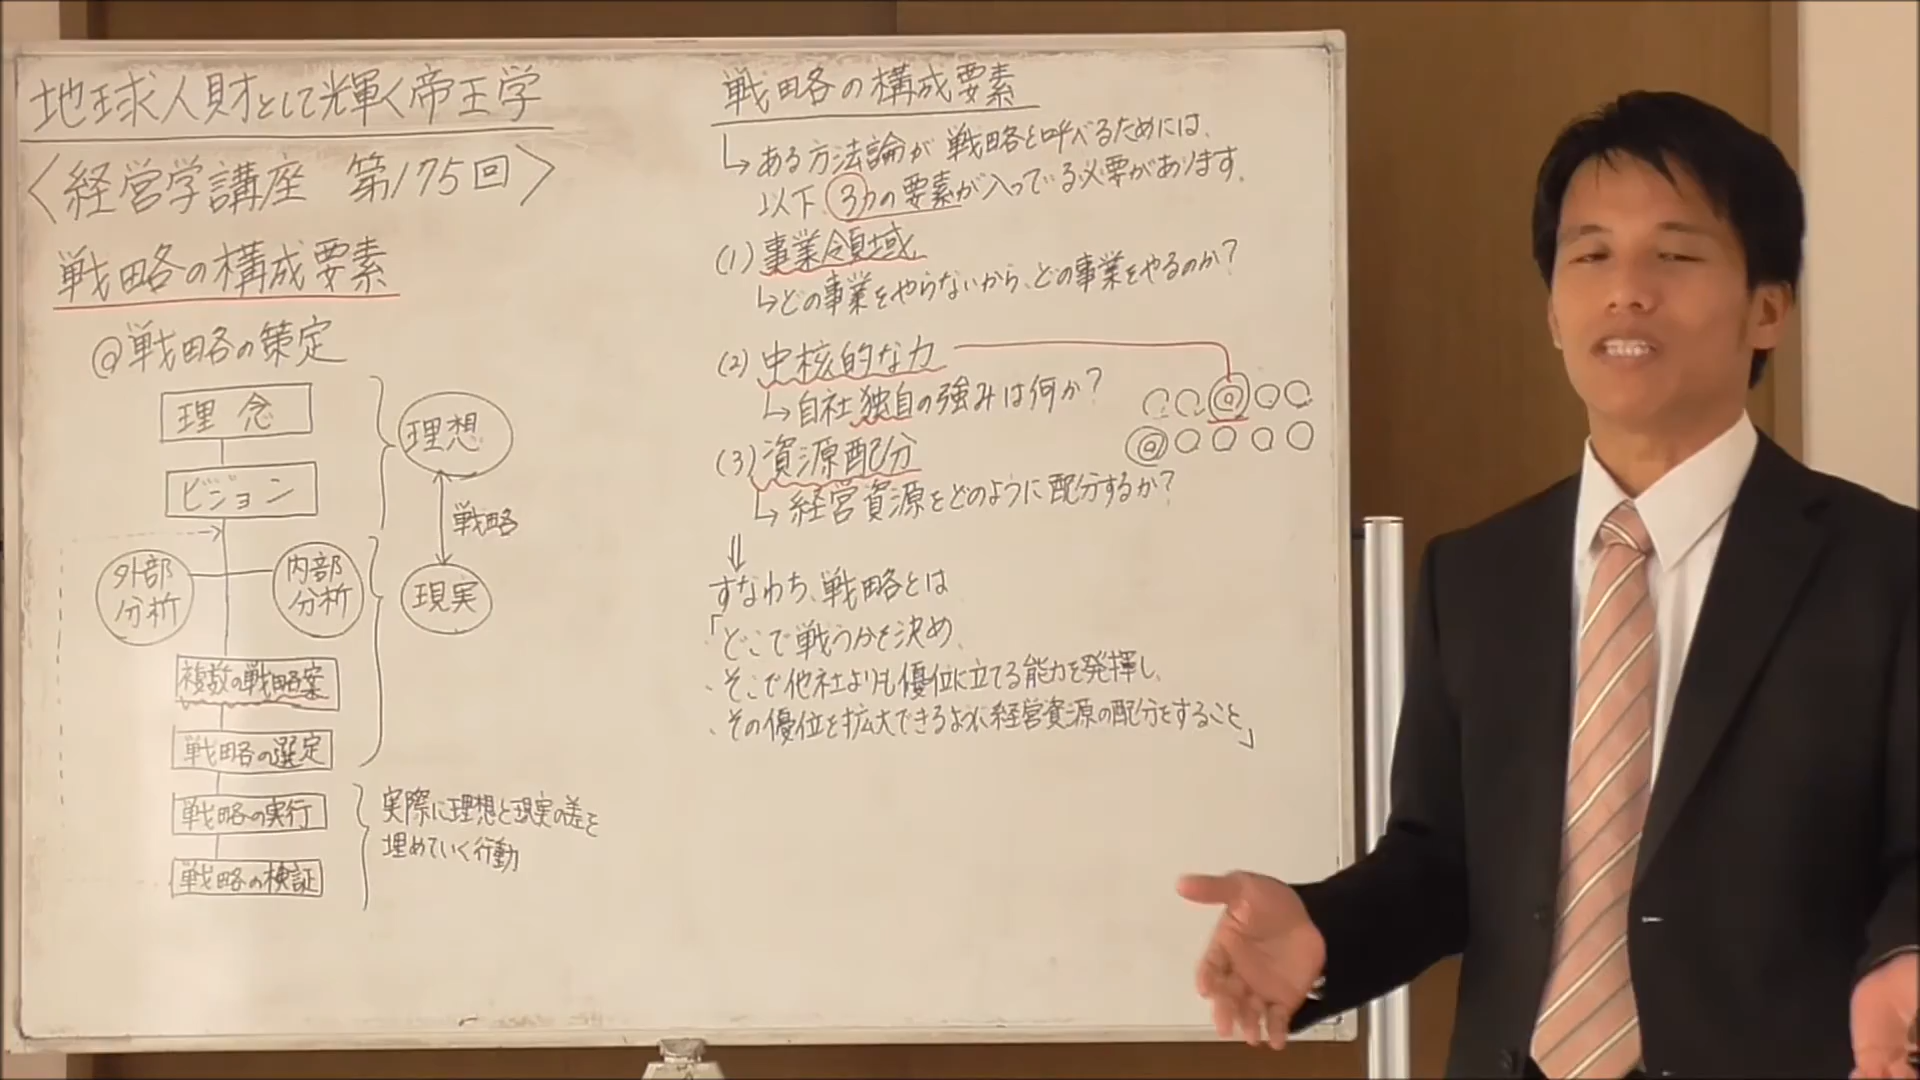 地球人財として輝く帝王学
〈経営学講座 第175回〉
戦略の構成要素
@戦略の策定
理念
ビジョン
理想
戦略
現実
外部
分析
内部
分析
複数の戦略案
戦略の選定
戦略の実行
戦略の検証
実際に理想と現実の差を
埋めていく行動
戦略の構成要素
↳ある方法論が戦略と呼べるためには、
以下3つの要素が入っている必要があります。
(1)事業領域
↳どの事業をやらないか、どの事業をやるのか?
(2)中核的な力
↳自社独自の強みは何か?
(3)資源配分
↳経営資源をどのように配分するか?
⇓
すなわち、戦略とは
「どこで戦うかを決め、
・そこで他社よりも優位に立てる能力を発揮し、
・その優位を拡大できるように経営資源の配分をすること」